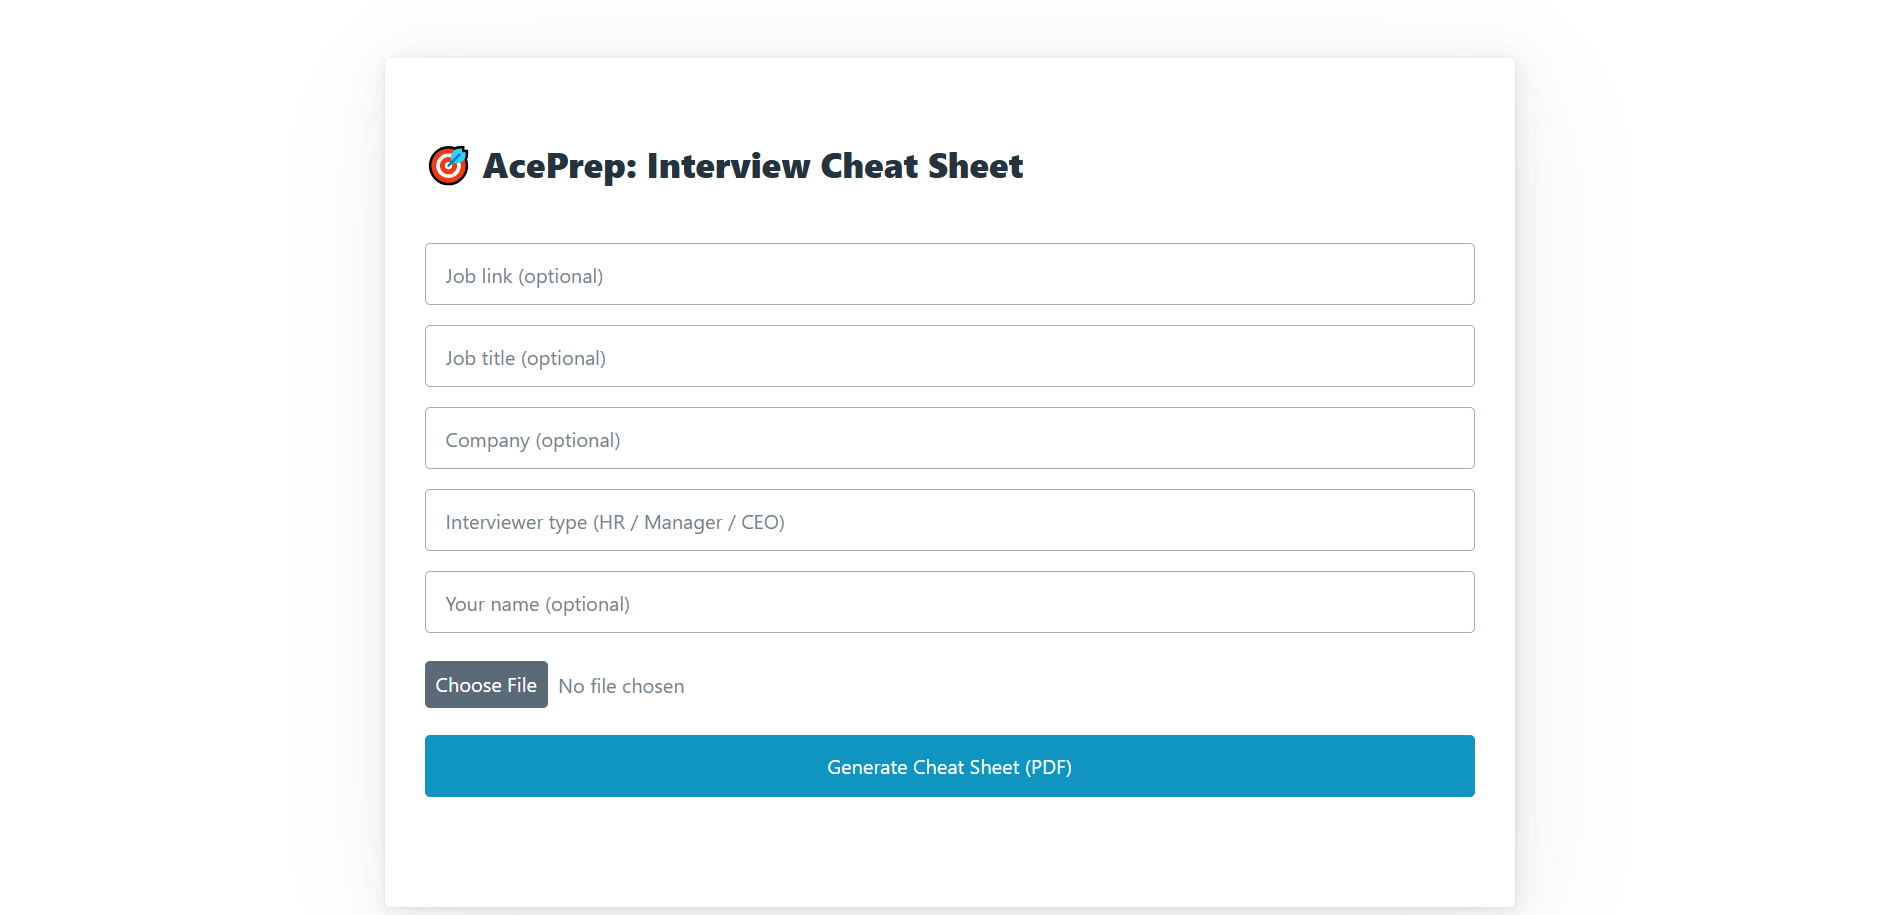 🎯 AcePrep: Interview Cheat Sheet
Job link (optional)
Job title (optional)
Company (optional)
Interviewer type (HR / Manager / CEO)
Your name (optional)
Choose File No file chosen
Generate Cheat Sheet (PDF)